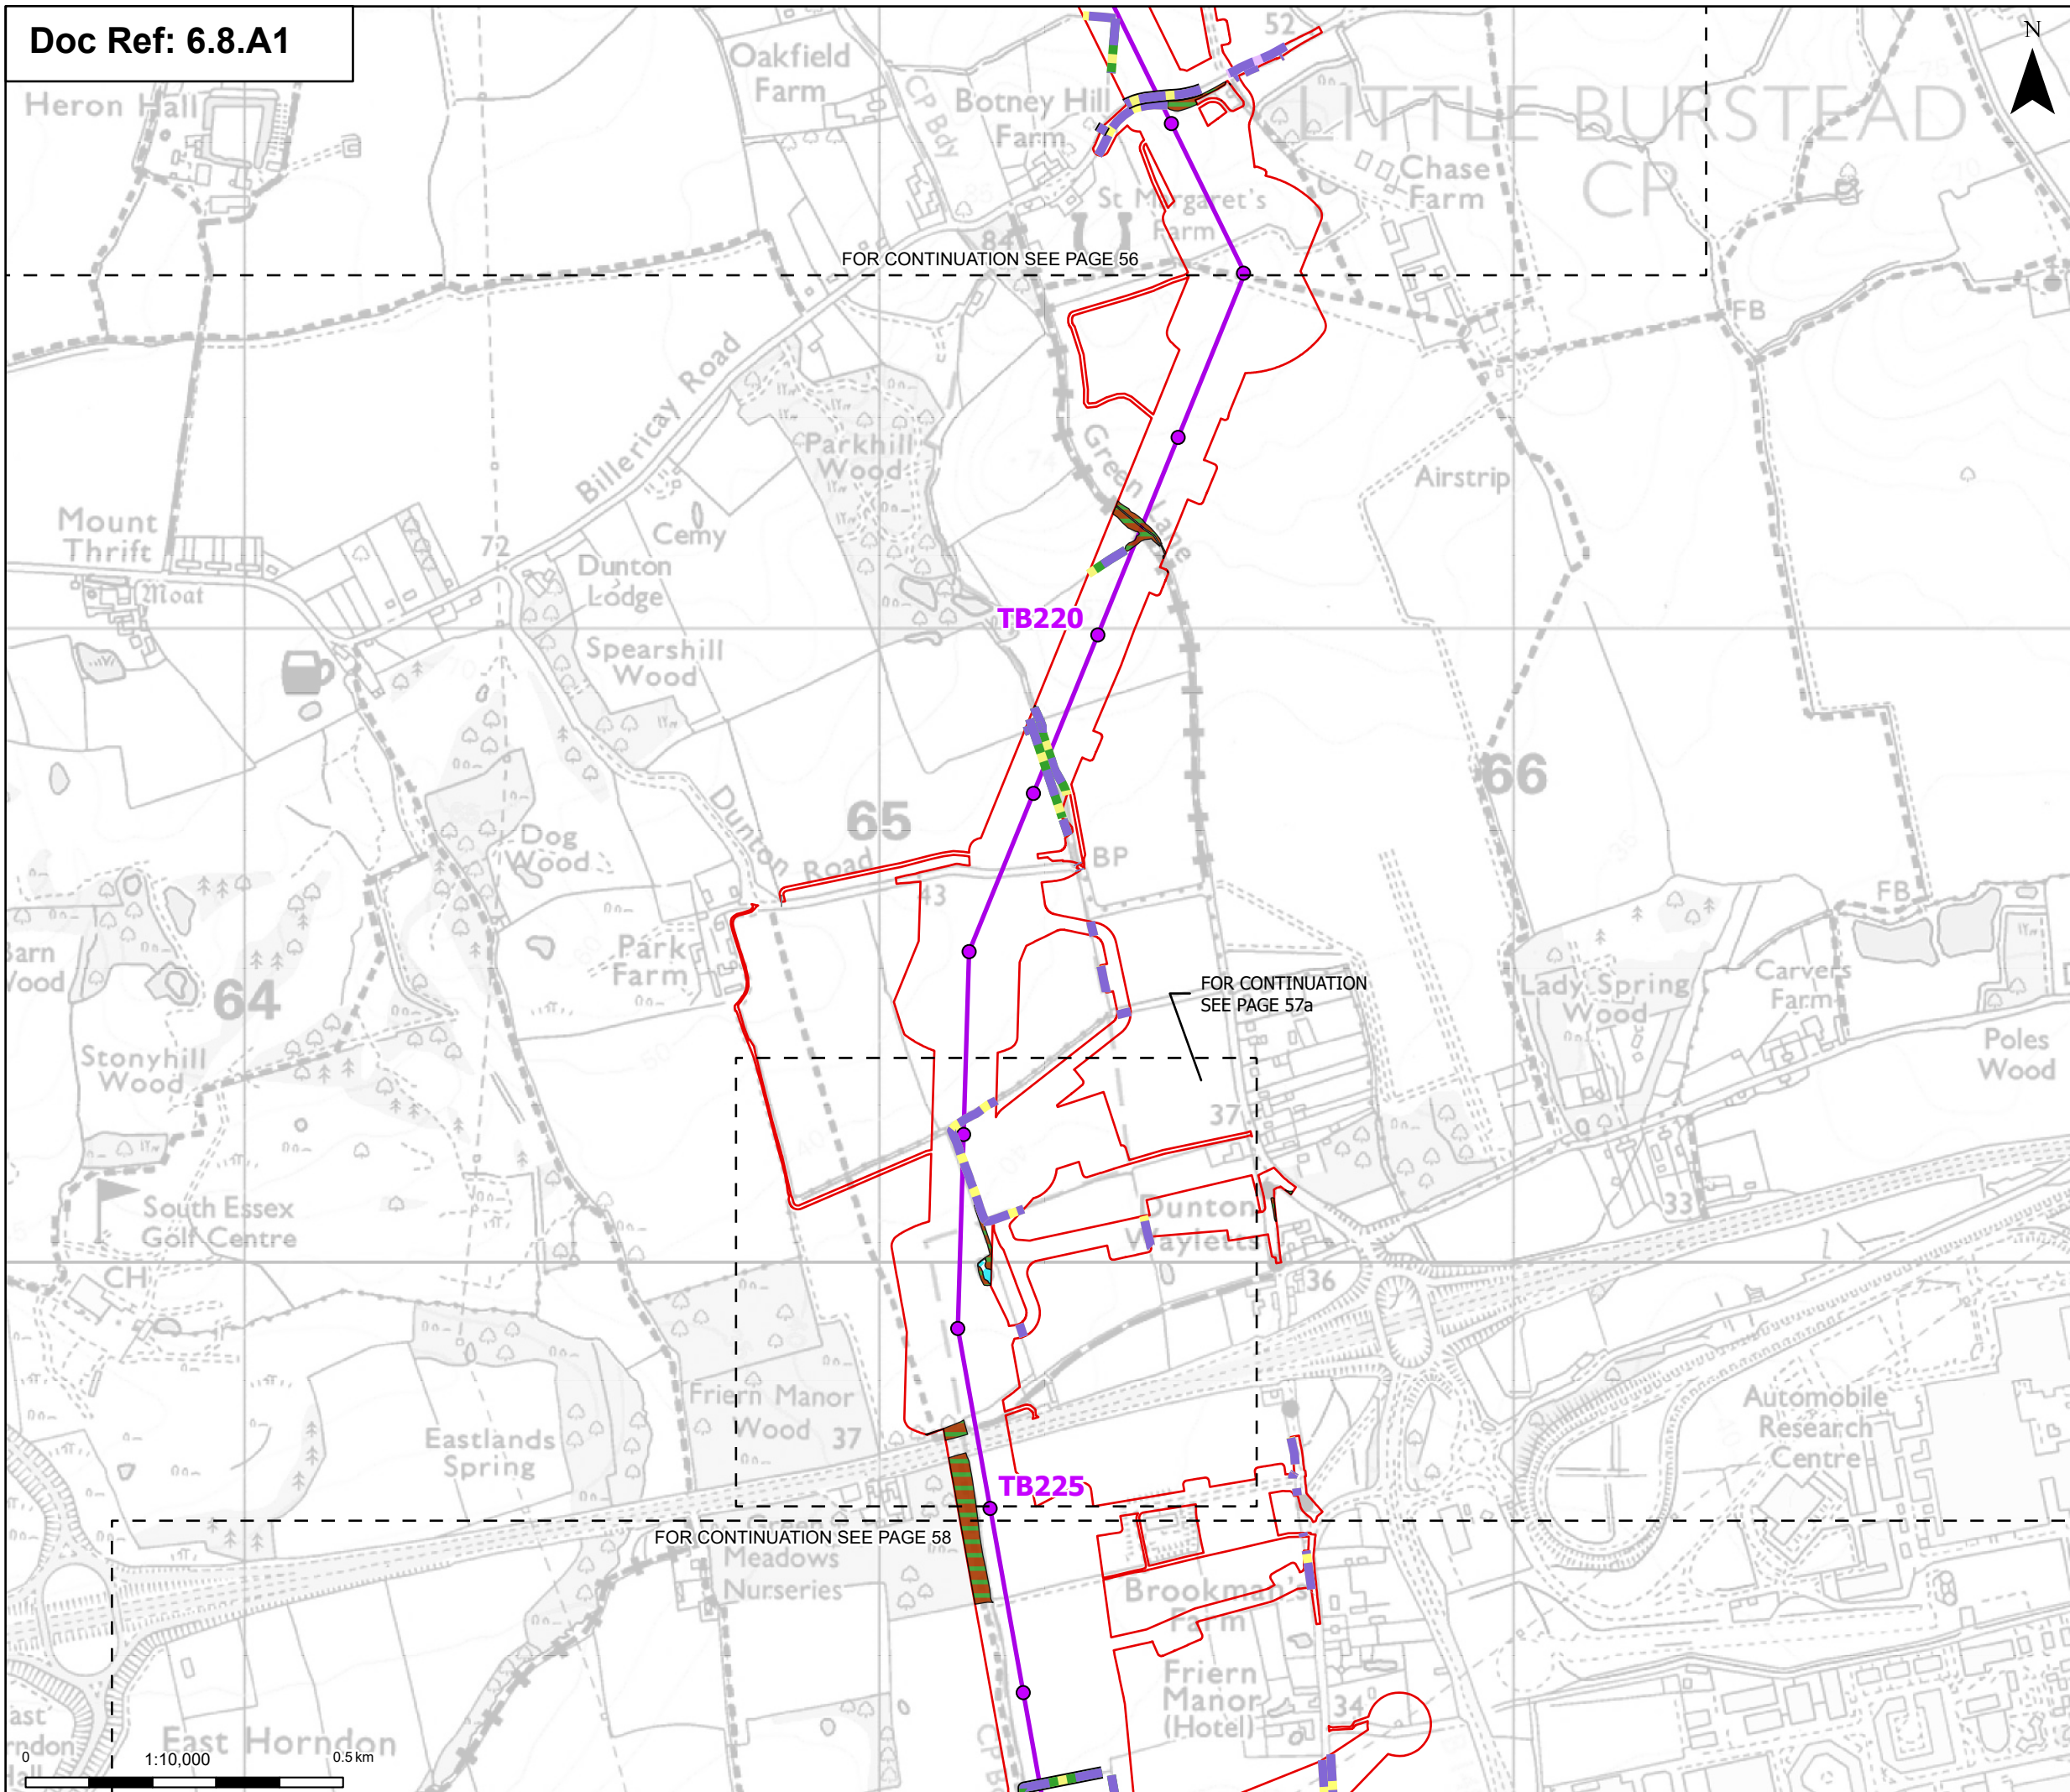 Doc Ref: 6.8.A1
N
52
Oakfield
Farm
Heron Hall
CP Bdy
Botney Hill
Farm
LITTLE BURSTEAD
CP
Chase
Farm
St Margaret's
Farm
84
FOR CONTINUATION SEE PAGE 56
FB
Billericay Road
Parkhill
Wood
Green Lane
Airstrip
Mount
Thrift
Cemy
72
Moat
Dunton
Lodge
TB220
Spearshill
Wood
66
65
Dog
Wood
Dunton Road
BP
43
FB
Park
Farm
Barn
Wood
64
FOR CONTINUATION
SEE PAGE 57a
Lady Spring
Wood
Carvers
Farm
Poles
Wood
Stonyhill
Wood
37
South Essex
Golf Centre
Dunton
Wayletts
33
CH
36
Friern Manor
Wood
37
Automobile
Research
Centre
Eastlands
Spring
TB225
FOR CONTINUATION SEE PAGE 58
Meadows
Nurseries
Brookman's
Farm
Friern
Manor
(Hotel)
34
East Horndon
CP
0
1:10,000
0.5 km